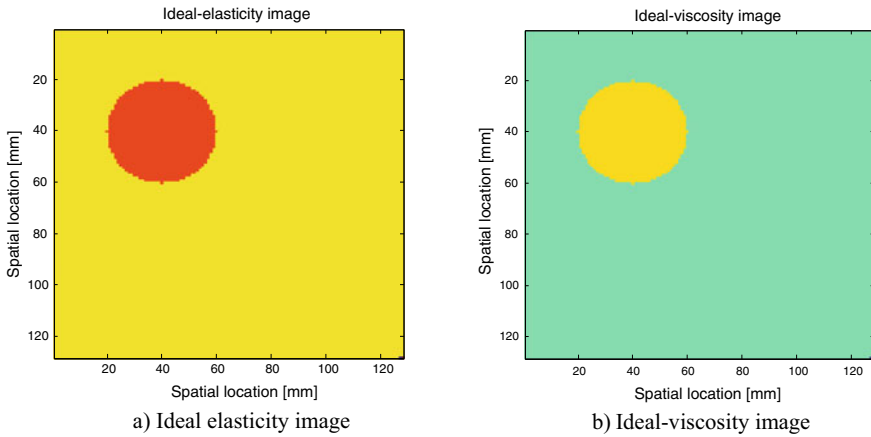 Ideal-elasticity image
20
40
60
80
100
120
Spatial location [mm]
20 40 60 80 100 120
Spatial location [mm]
a) Ideal elasticity image
Ideal-viscosity image
20
40
60
80
100
120
Spatial location [mm]
20 40 60 80 100 120
Spatial location [mm]
b) Ideal-viscosity image